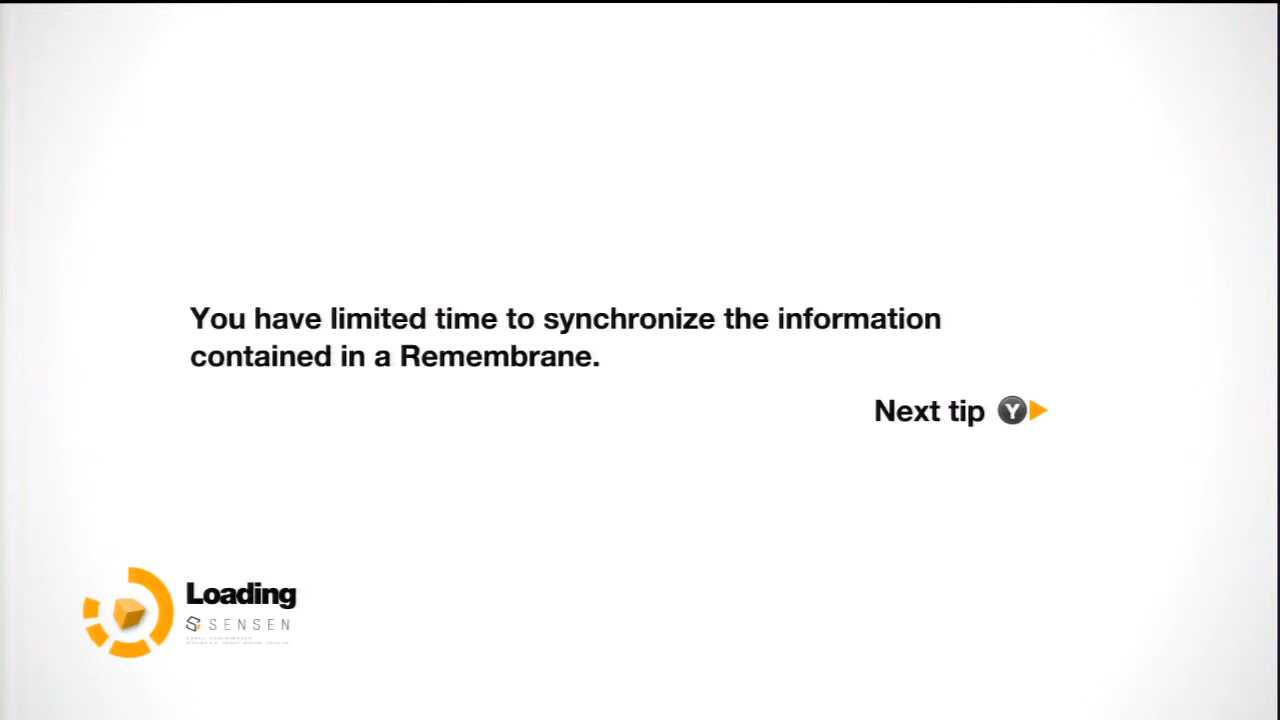 You have limited time to synchronize the information
contained in a Remembrane.
Next tip Y
Loading
SENSEN